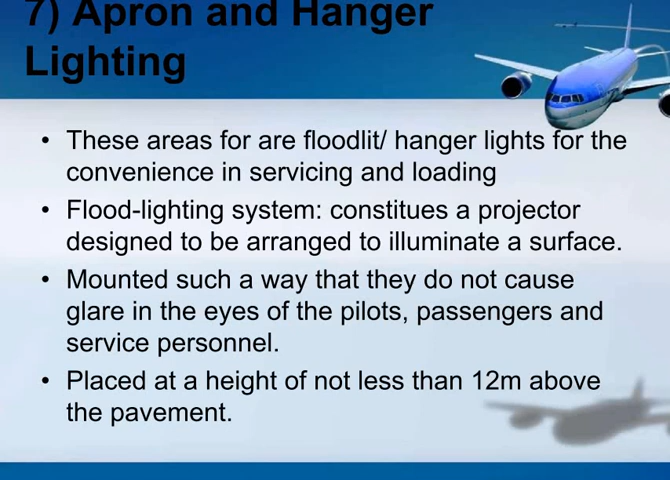 7) Apron and Hanger
Lighting
• These areas for are floodlit/ hanger lights for the
convenience in servicing and loading
• Flood-lighting system: constitues a projector
designed to be arranged to illuminate a surface.
• Mounted such a way that they do not cause
glare in the eyes of the pilots, passengers and
service personnel.
• Placed at a height of not less than 12m above
the pavement.